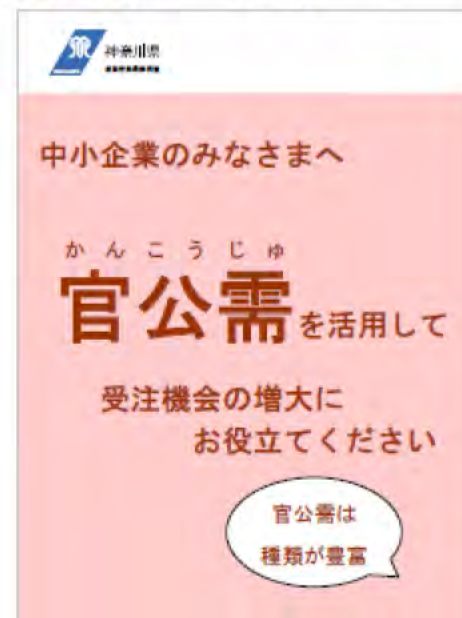 神奈川県
中小企業のみなさまへ
かんこうじゅ
官公需を活用して
受注機会の増大に
お役立てください
官公需は
種類が豊富